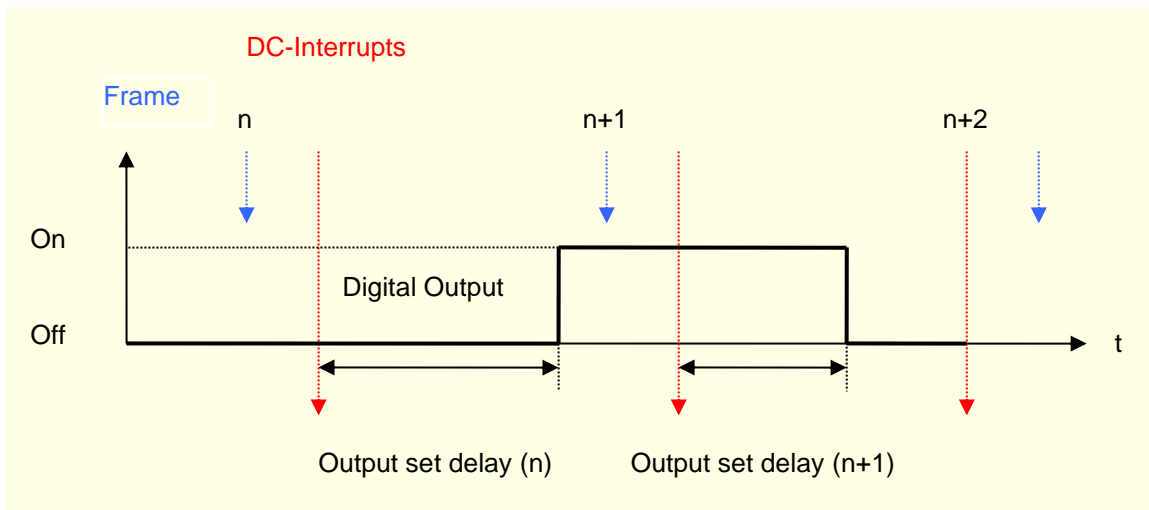 DC-Interrupts
Frame
n n+1 n+2
On
Digital Output
Off
t
Output set delay (n) Output set delay (n+1)